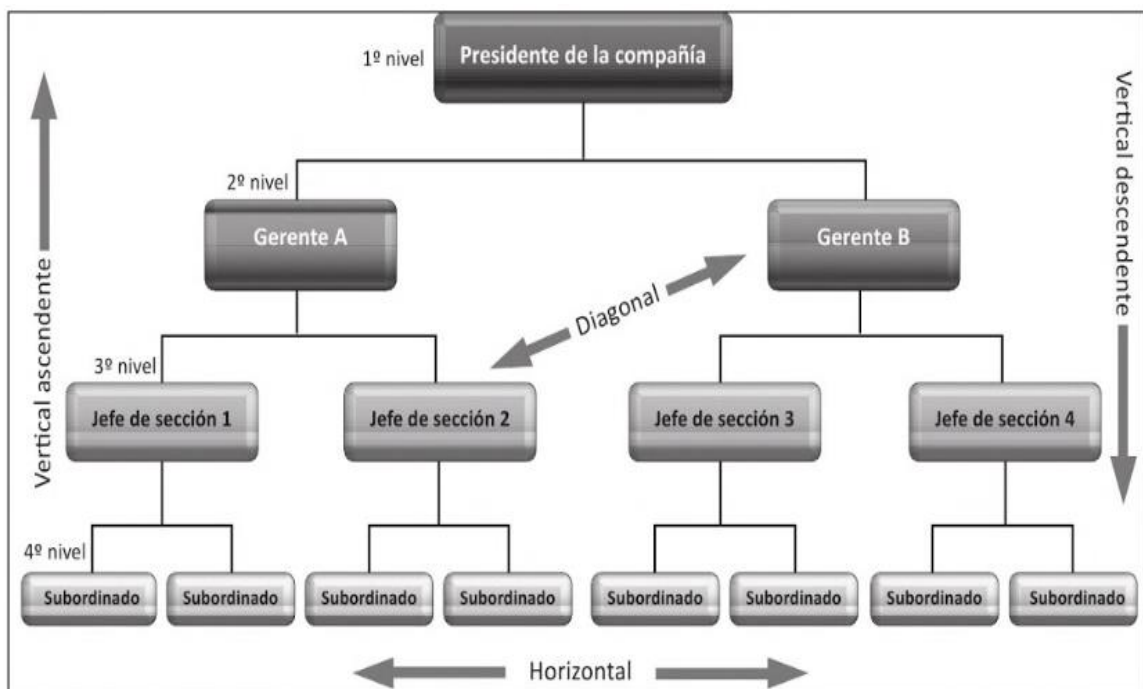 Presidente de la compañía
1º nivel
2º nivel
Gerente A
Gerente B
Vertical ascendente
Vertical descendente
Diagonal
3º nivel
Jefe de sección 1
Jefe de sección 2
Jefe de sección 3
Jefe de sección 4
4º nivel
Subordinado
Subordinado
Subordinado
Subordinado
Subordinado
Subordinado
Subordinado
Subordinado
Horizontal